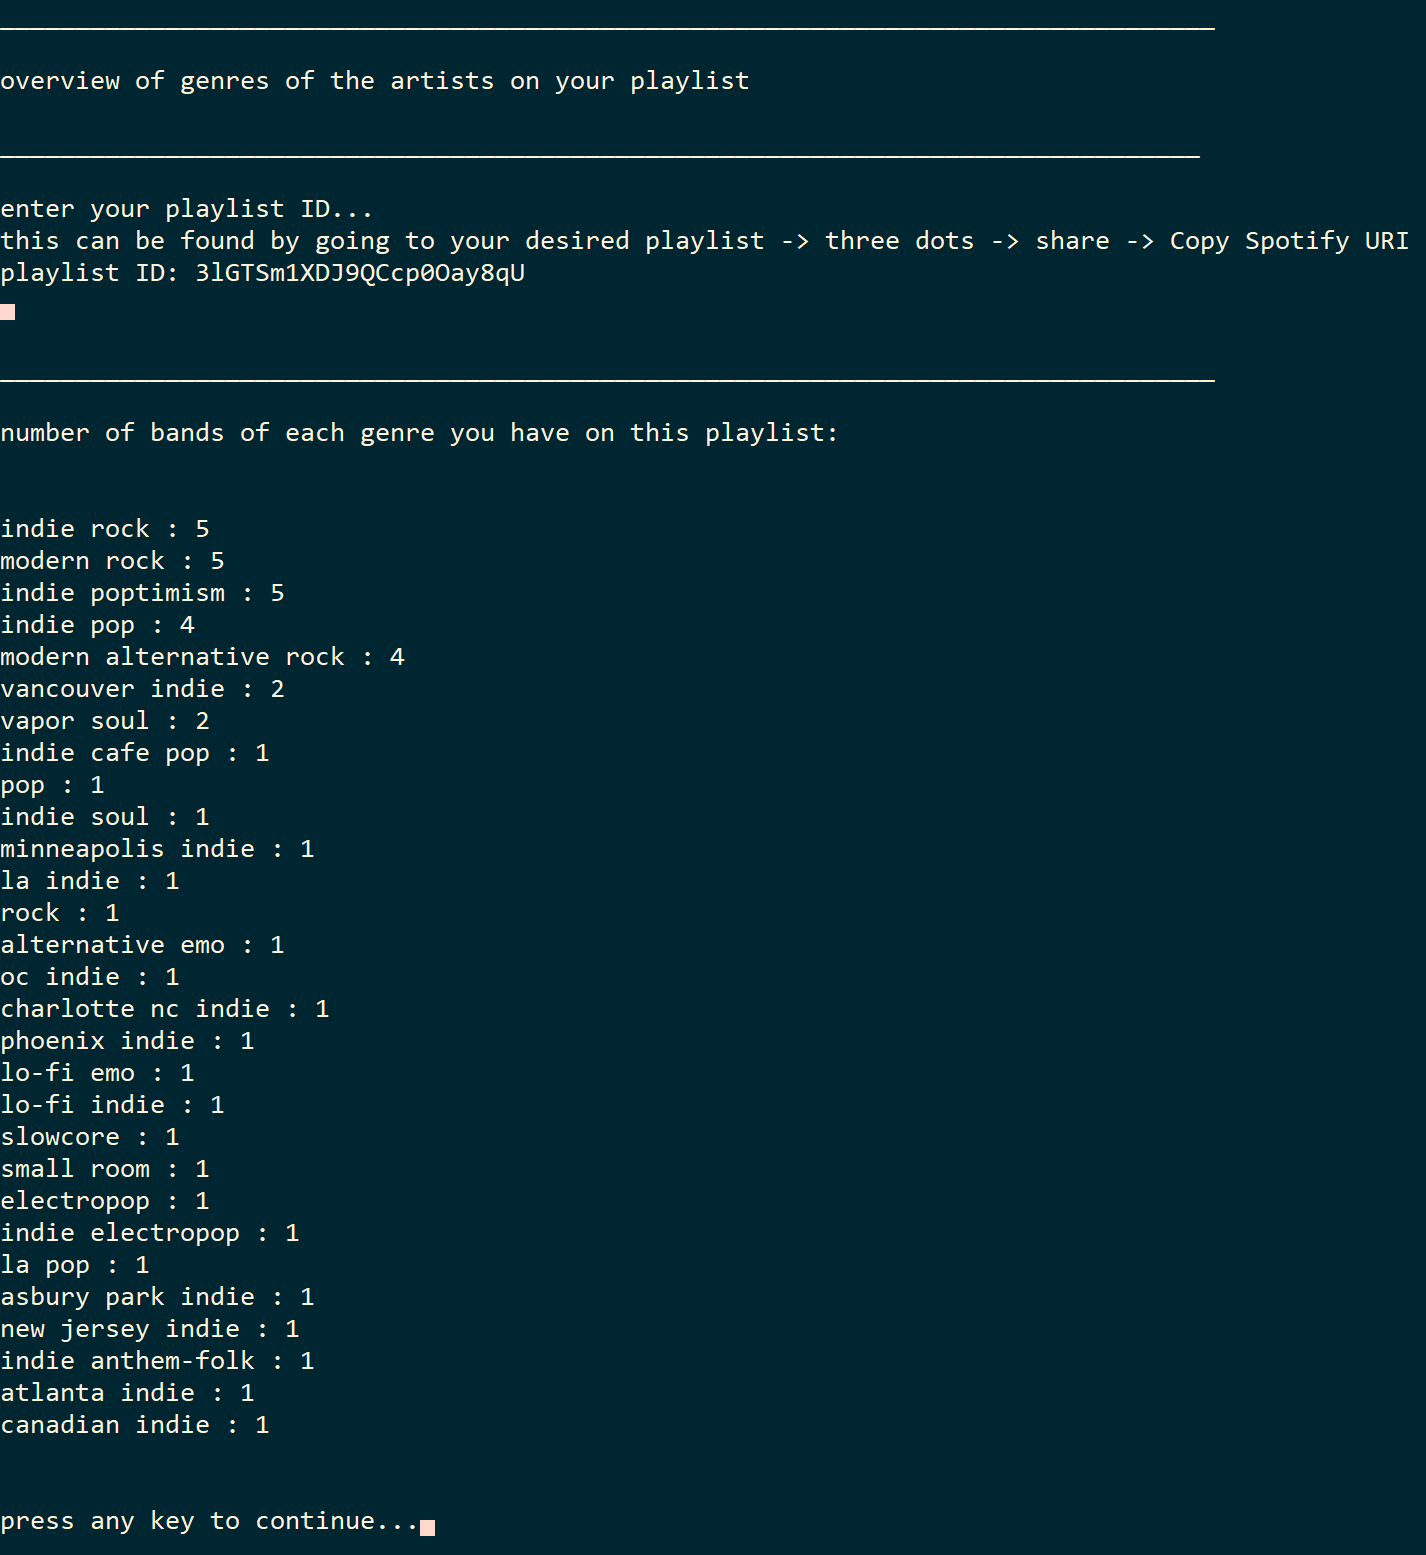 overview of genres of the artists on your playlist
enter your playlist ID...
this can be found by going to your desired playlist -> three dots -> share -> Copy Spotify URI
playlist ID: 3lGTSm1XDJ9QCcp0Oay8qU
number of bands of each genre you have on this playlist:
indie rock : 5
modern rock : 5
indie poptimism : 5
indie pop : 4
modern alternative rock : 4
vancouver indie : 2
vapor soul : 2
indie cafe pop : 1
pop : 1
indie soul : 1
minneapolis indie : 1
la indie : 1
rock : 1
alternative emo : 1
oc indie : 1
charlotte nc indie : 1
phoenix indie : 1
lo-fi emo : 1
lo-fi indie : 1
slowcore : 1
small room : 1
electropop : 1
indie electropop : 1
la pop : 1
asbury park indie : 1
new jersey indie : 1
indie anthem-folk : 1
atlanta indie : 1
canadian indie : 1
press any key to continue...